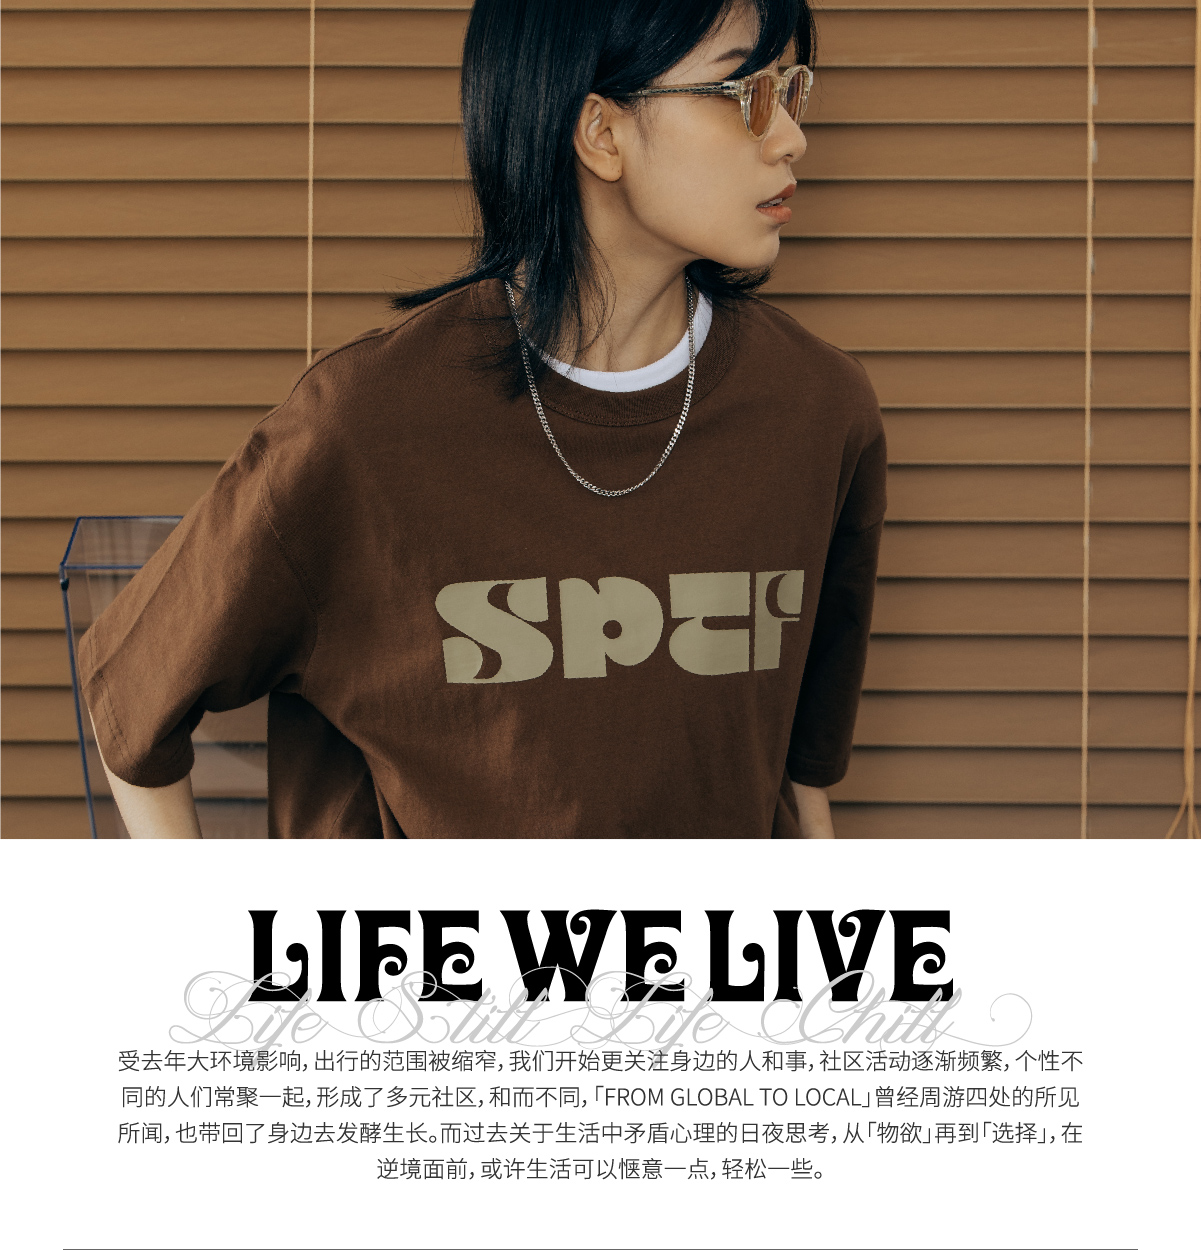 SPTF
LIFE WE LIVE
Life Still Life Chill
受去年大环境影响，出行的范围被缩窄，我们开始更关注身边的人和事，社区活动逐渐频繁，个性不
同的人们常聚一起，形成了多元社区，和而不同，「FROM GLOBAL TO LOCAL」曾经周游四处的所见
所闻，也带回了身边去发酵生长。而过去关于生活中矛盾心理的日夜思考，从「物欲」再到「选择」，在
逆境面前，或许生活可以惬意一点，轻松一些。